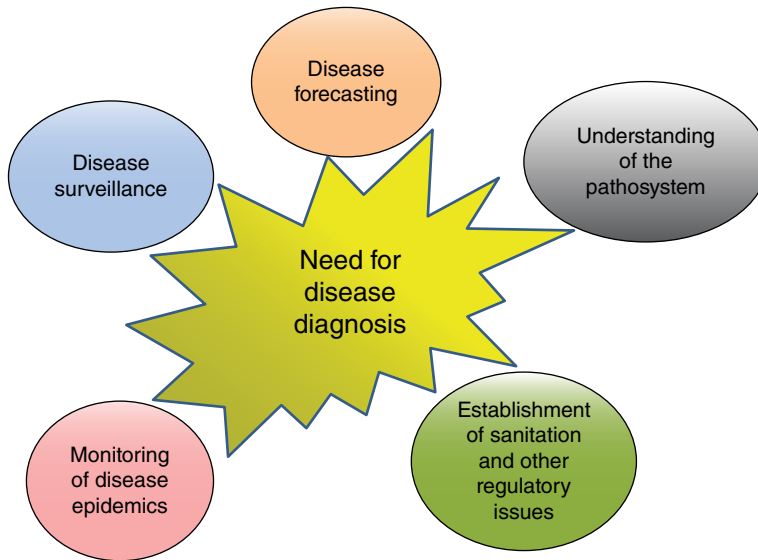 Disease
forecasting
Disease
surveillance
Understanding
of the
pathosystem
Need for
disease
diagnosis
Monitoring
of disease
epidemics
Establishment
of sanitation
and other
regulatory
issues